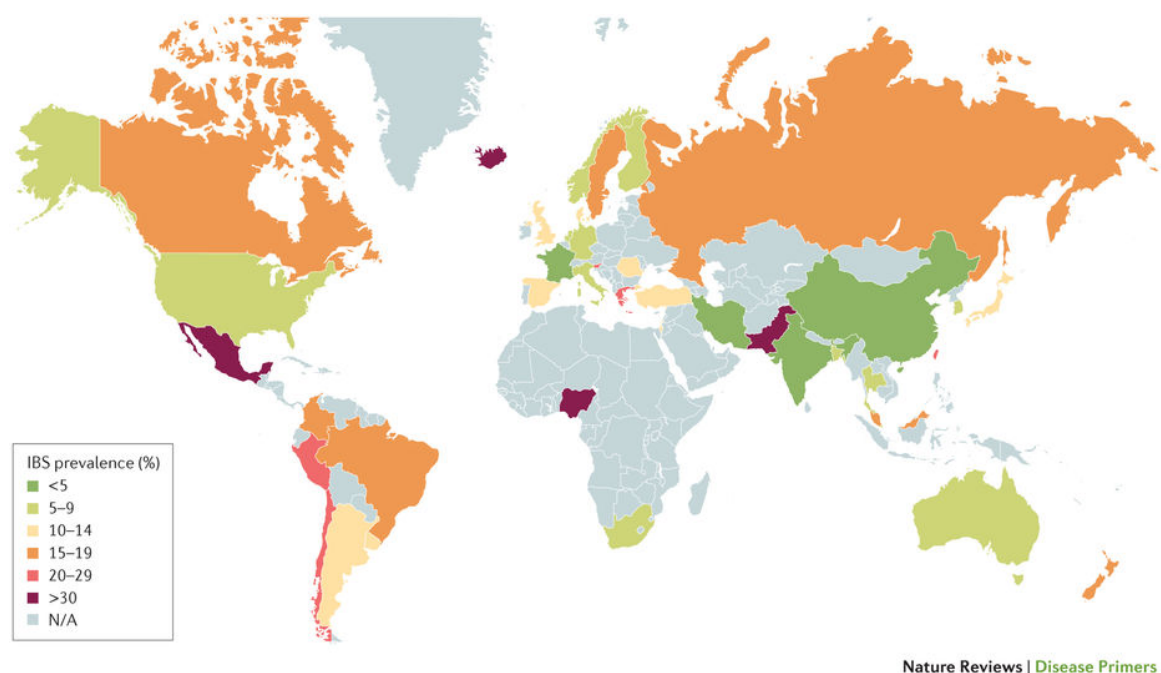 IBS prevalence (%)
<5
5–9
10–14
15–19
20–29
>30
N/A
Nature Reviews | Disease Primers